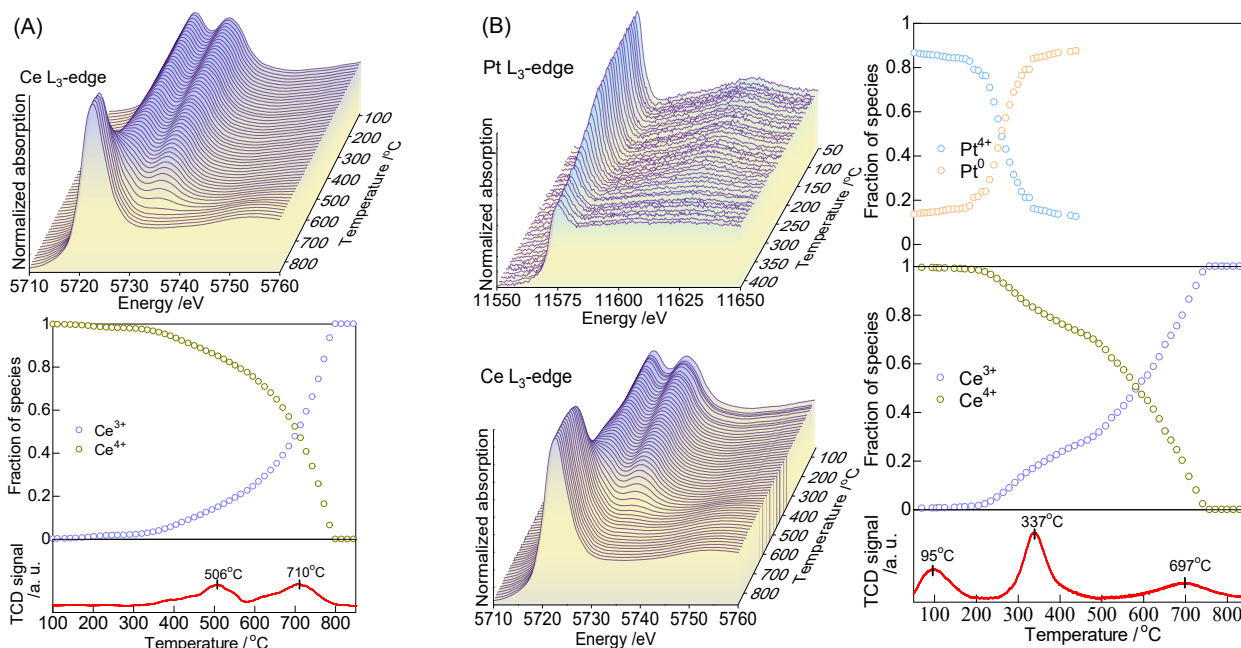 (A)
Ce L3-edge
Normalized absorption
5710 5720 5730 5740 5750 5760
Energy /eV
100
200
300
400
500
600
700
800
Temperature /°C
Fraction of species
1
0.8
0.6
0.4
0.2
0
Ce3+
Ce4+
TCD signal
/a. u.
506°C
710°C
100 200 300 400 500 600 700 800
Temperature / °C
(B)
Pt L3-edge
Normalized absorption
11550 11575 11600 11625 11650
Energy /eV
50
100
150
200
250
300
350
400
Temperature /°C
Fraction of species
1
0.8
0.6
0.4
0.2
0
Pt4+
Pt0
Ce L3-edge
Normalized absorption
5710 5720 5730 5740 5750 5760
Energy /eV
100
200
300
400
500
600
700
800
Temperature /°C
Fraction of species
1
0.8
0.6
0.4
0.2
0
Ce3+
Ce4+
TCD signal
/a. u.
95°C
337°C
697°C
100 200 300 400 500 600 700 800
Temperature / °C